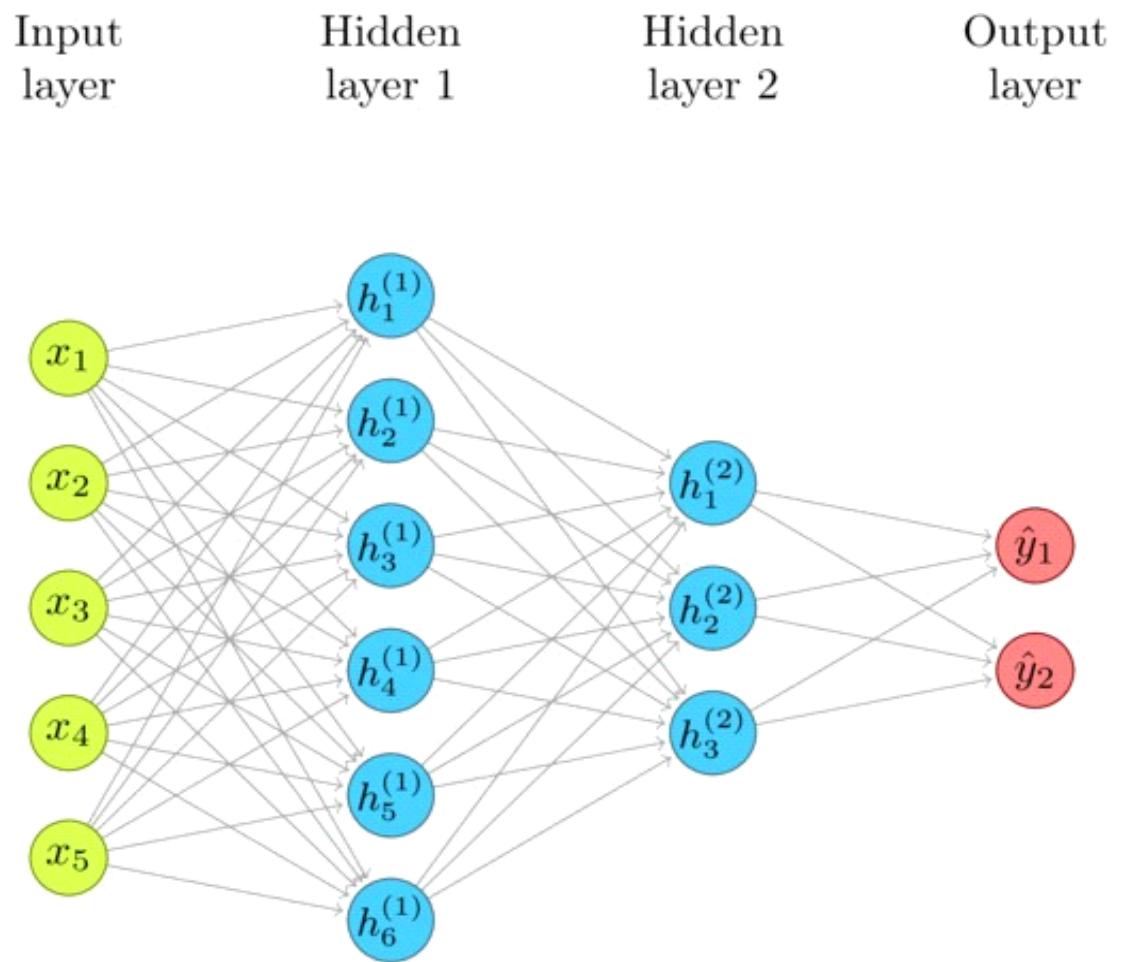 Input
layer
Hidden
layer 1
Hidden
layer 2
Output
layer
x₁
x₂
x₃
x₄
x₅
h₁⁽¹⁾
h₂⁽¹⁾
h₃⁽¹⁾
h₄⁽¹⁾
h₅⁽¹⁾
h₆⁽¹⁾
h₁⁽²⁾
h₂⁽²⁾
h₃⁽²⁾
ŷ₁
ŷ₂